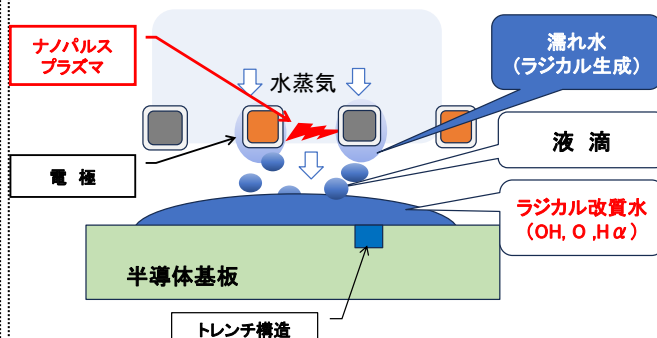 ナノパルス
プラズマ
水蒸気
濡れ水
(ラジカル生成)
電 極
液 滴
ラジカル改質水
(OH, O ,Hα)
半導体基板
トレンチ構造